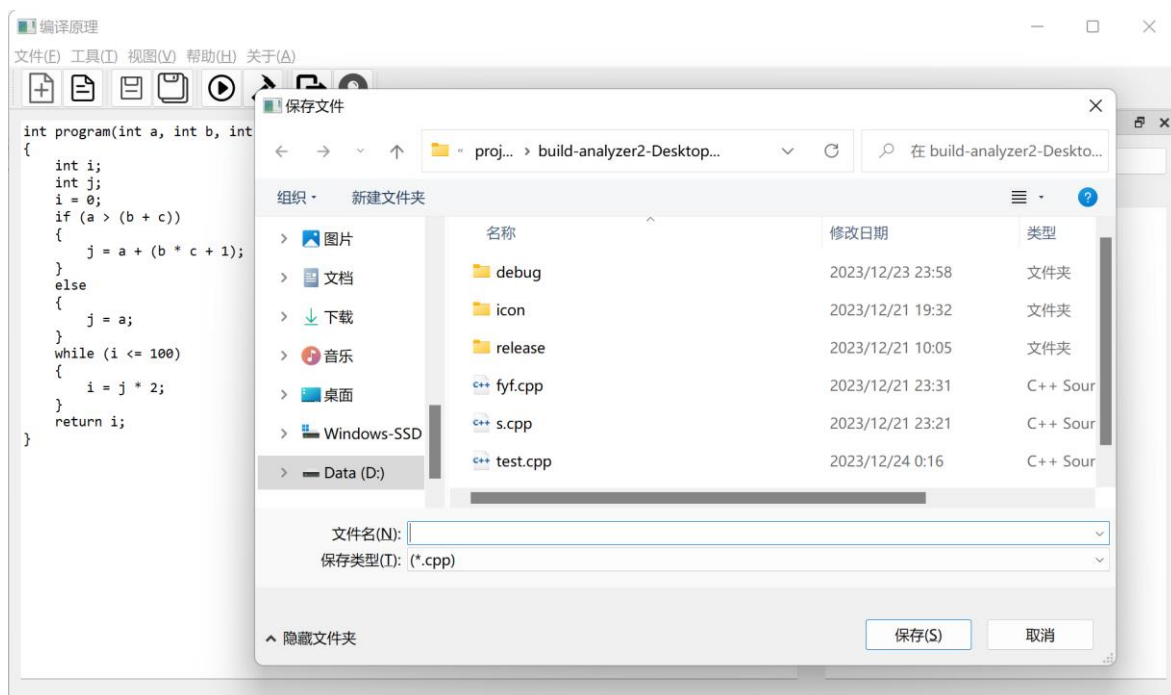 编译原理
文件(F) 工具(T) 视图(V) 帮助(H) 关于(A)
int program(int a, int b, int
{
    int i;
    int j;
    i = 0;
    if (a > (b + c))
    {
        j = a + (b * c + 1);
    }
    else
    {
        j = a;
    }
    while (i <= 100)
    {
        i = j * 2;
    }
    return i;
}
保存文件
« proj... › build-analyzer2-Desktop...
在 build-analyzer2-Deskto...
组织 新建文件夹
图片
文档
下载
音乐
桌面
Windows-SSD
Data (D:)
名称 修改日期 类型
debug 2023/12/23 23:58 文件夹
icon 2023/12/21 19:32 文件夹
release 2023/12/21 10:05 文件夹
fyf.cpp 2023/12/21 23:31 C++ Sour
s.cpp 2023/12/21 23:21 C++ Sour
test.cpp 2023/12/24 0:16 C++ Sour
文件名(N):
保存类型(T): (*.cpp)
隐藏文件夹
保存(S) 取消